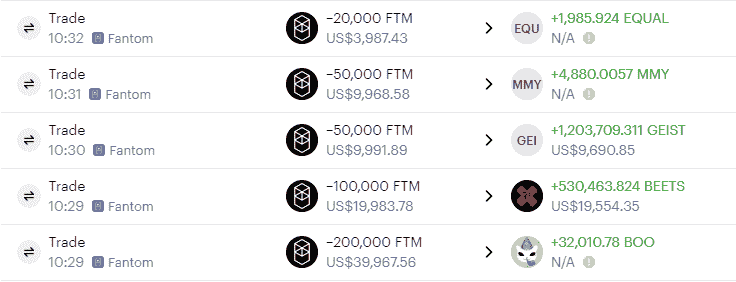 Trade
10:32 Fantom
−20,000 FTM
US$3,987.43
EQU
+1,985.924 EQUAL
N/A
Trade
10:31 Fantom
−50,000 FTM
US$9,968.58
MMY
+4,880.0057 MMY
N/A
Trade
10:30 Fantom
−50,000 FTM
US$9,991.89
GEI
+1,203,709.311 GEIST
US$9,690.85
Trade
10:29 Fantom
−100,000 FTM
US$19,983.78
+530,463.824 BEETS
US$19,554.35
Trade
10:29 Fantom
−200,000 FTM
US$39,967.56
+32,010.78 BOO
N/A